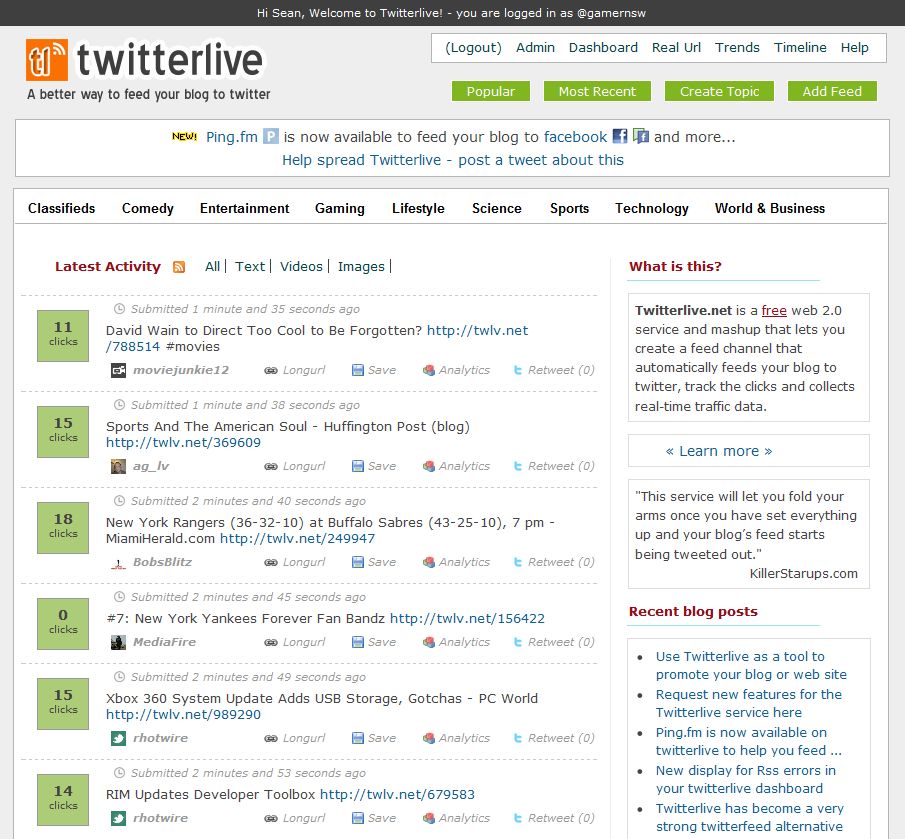 Hi Sean, Welcome to Twitterlive! - you are logged in as @gamernsw
tl twitterlive
A better way to feed your blog to twitter
(Logout) Admin Dashboard Real Url Trends Timeline Help
Popular Most Recent Create Topic Add Feed
NEW! Ping.fm P is now available to feed your blog to facebook f f and more...
Help spread Twitterlive - post a tweet about this
Classifieds Comedy Entertainment Gaming Lifestyle Science Sports Technology World & Business
Latest Activity All | Text | Videos | Images |
Submitted 1 minute and 35 seconds ago
11
clicks
David Wain to Direct Too Cool to Be Forgotten? http://twlv.net
/788514 #movies
moviejunkie12 Longurl Save Analytics Retweet (0)
Submitted 1 minute and 38 seconds ago
15
clicks
Sports And The American Soul - Huffington Post (blog)
http://twlv.net/369609
ag_lv Longurl Save Analytics Retweet (0)
Submitted 2 minutes and 40 seconds ago
18
clicks
New York Rangers (36-32-10) at Buffalo Sabres (43-25-10), 7 pm -
MiamiHerald.com http://twlv.net/249947
BobsBlitz Longurl Save Analytics Retweet (0)
Submitted 2 minutes and 45 seconds ago
0
clicks
#7: New York Yankees Forever Fan Bandz http://twlv.net/156422
MediaFire Longurl Save Analytics Retweet (0)
Submitted 2 minutes and 49 seconds ago
15
clicks
Xbox 360 System Update Adds USB Storage, Gotchas - PC World
http://twlv.net/989290
rhotwire Longurl Save Analytics Retweet (0)
Submitted 2 minutes and 53 seconds ago
14
clicks
RIM Updates Developer Toolbox http://twlv.net/679583
rhotwire Longurl Save Analytics Retweet (0)
What is this?
Twitterlive.net is a free web 2.0
service and mashup that lets you
create a feed channel that
automatically feeds your blog to
twitter, track the clicks and collects
real-time traffic data.
« Learn more »
"This service will let you fold your
arms once you have set everything
up and your blog's feed starts
being tweeted out."
KillerStarups.com
Recent blog posts
• Use Twitterlive as a tool to
promote your blog or web site
• Request new features for the
Twitterlive service here
• Ping.fm is now available on
twitterlive to help you feed ...
• New display for Rss errors in
your twitterlive dashboard
• Twitterlive has become a very
strong twitterfeed alternative